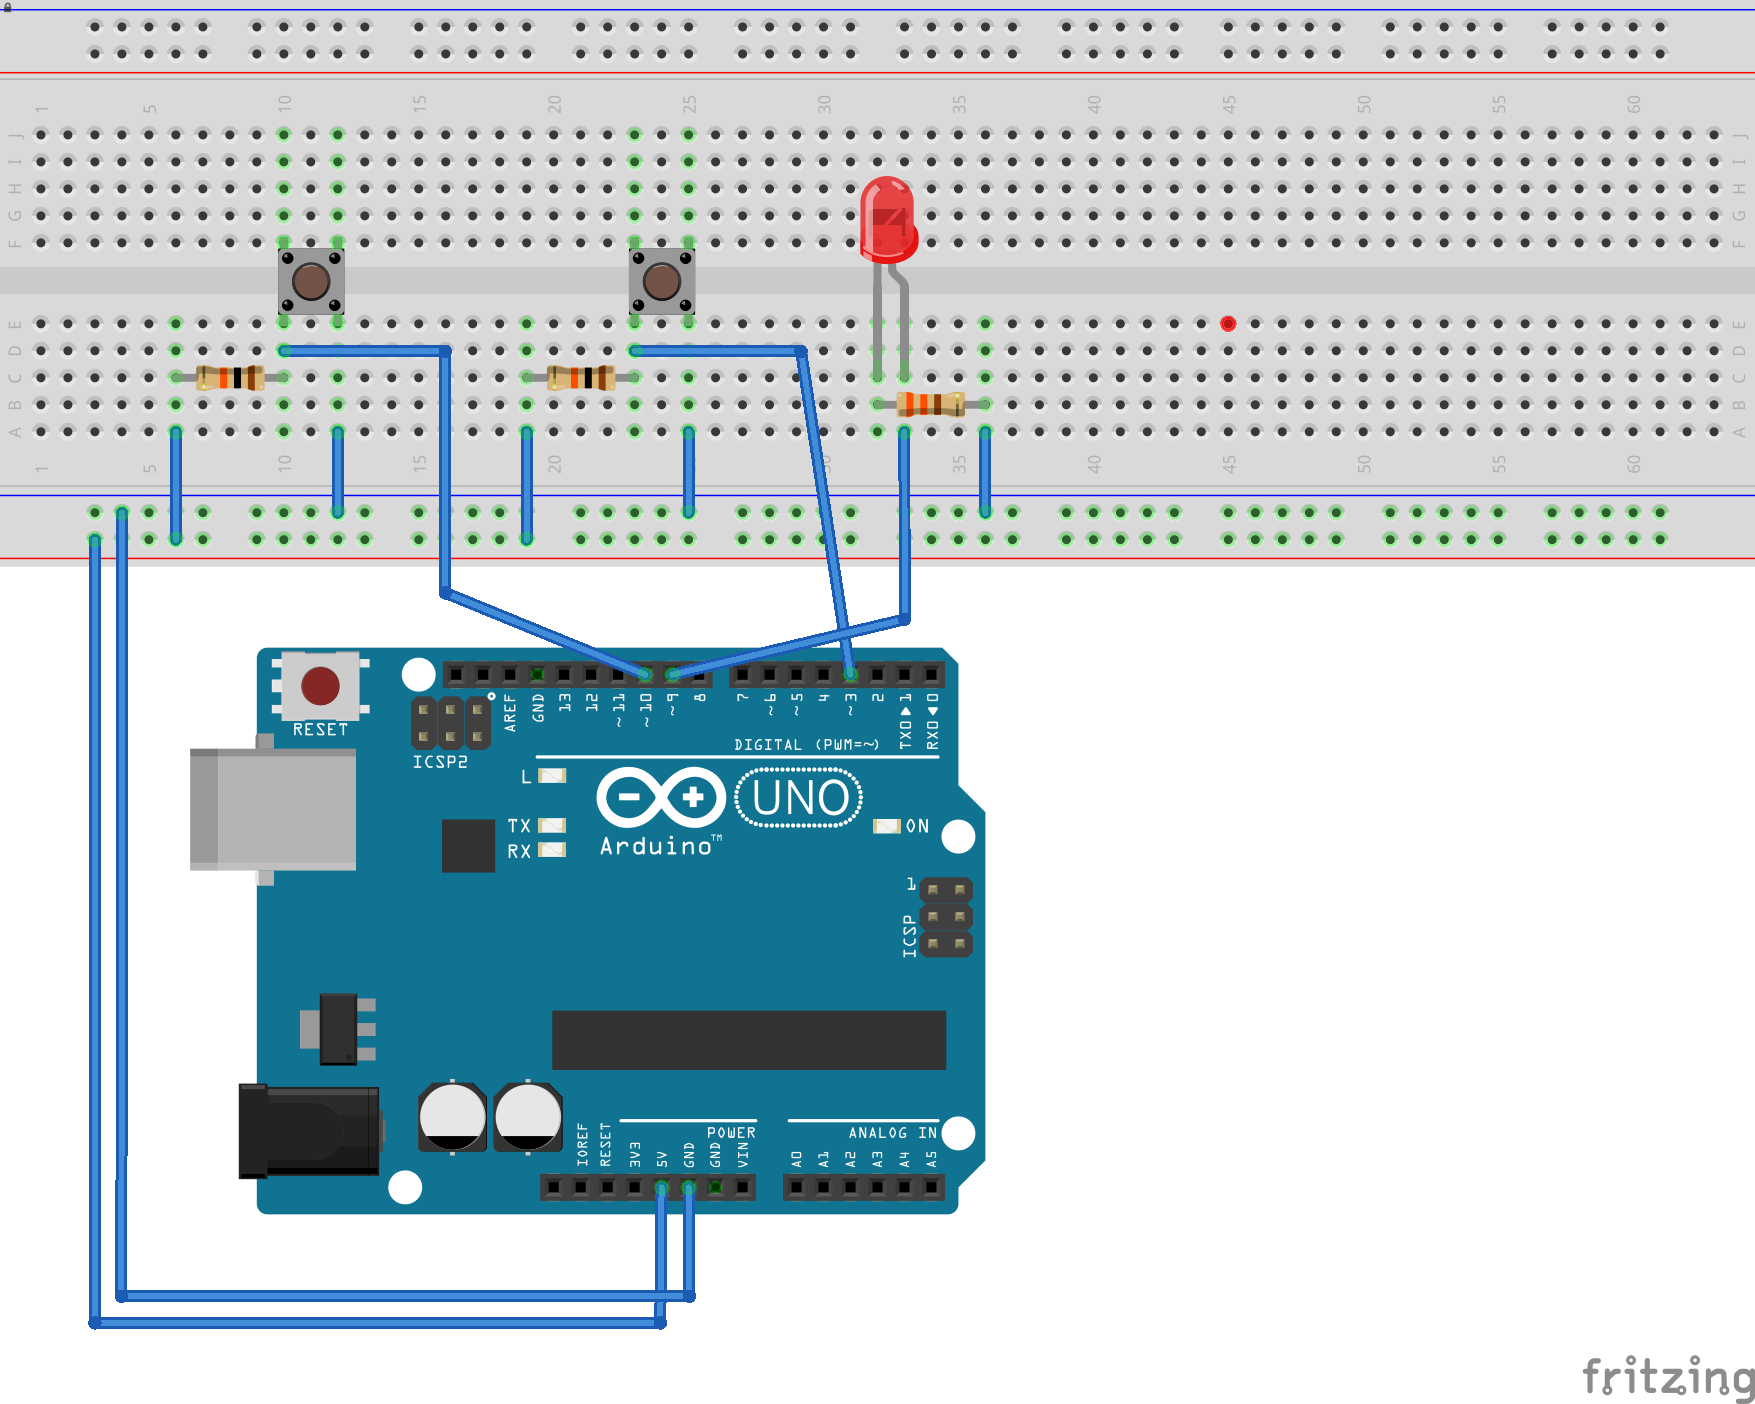 1 5 10 15 20 25 30 35 40 45 50 55 60
J J
I I
H H
G G
F F
E E
D D
C C
B B
A A
1 5 10 15 20 25 30 35 40 45 50 55 60
RESET
AREF GND 13 12 ~11 ~10 ~9 8 7 ~6 ~5 4 ~3 2 TX0▶1 RX0◀0
ICSP2
DIGITAL (PWM=~)
L
TX
RX
Arduino™
UNO
ON
1
ICSP
POWER
ANALOG IN
IOREF RESET 3V3 5V GND GND VIN A0 A1 A2 A3 A4 A5
fritzing